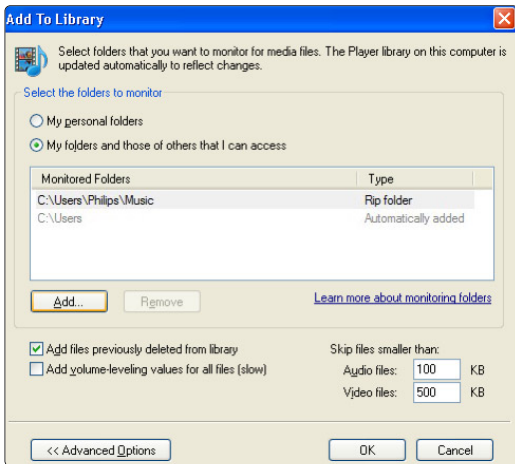 Add To Library
Select folders that you want to monitor for media files. The Player library on this computer is
updated automatically to reflect changes.
Select the folders to monitor
My personal folders
My folders and those of others that I can access
Monitored Folders Type
C:\Users\Philips\Music Rip folder
C:\Users Automatically added
Add... Remove Learn more about monitoring folders
Add files previously deleted from library Skip files smaller than:
Add volume-leveling values for all files (slow) Audio files: 100 KB
Video files: 500 KB
<< Advanced Options OK Cancel